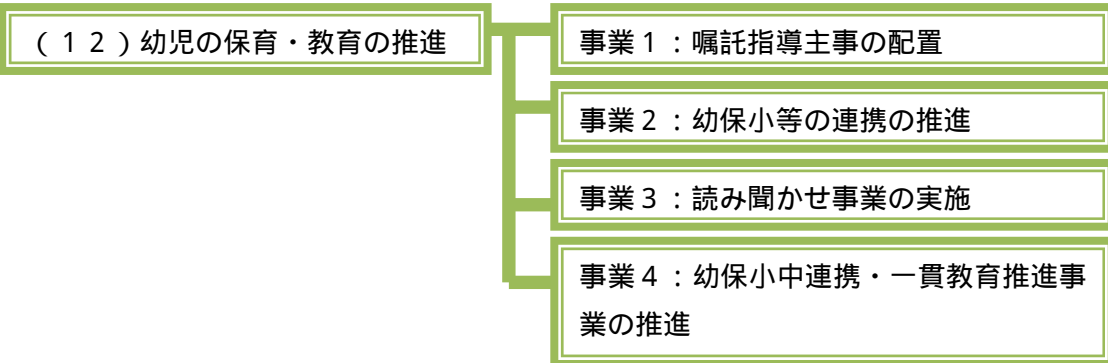 (12)幼児の保育・教育の推進
事業1:嘱託指導主事の配置
事業2:幼保小等の連携の推進
事業3:読み聞かせ事業の実施
事業4:幼保小中連携・一貫教育推進事
業の推進